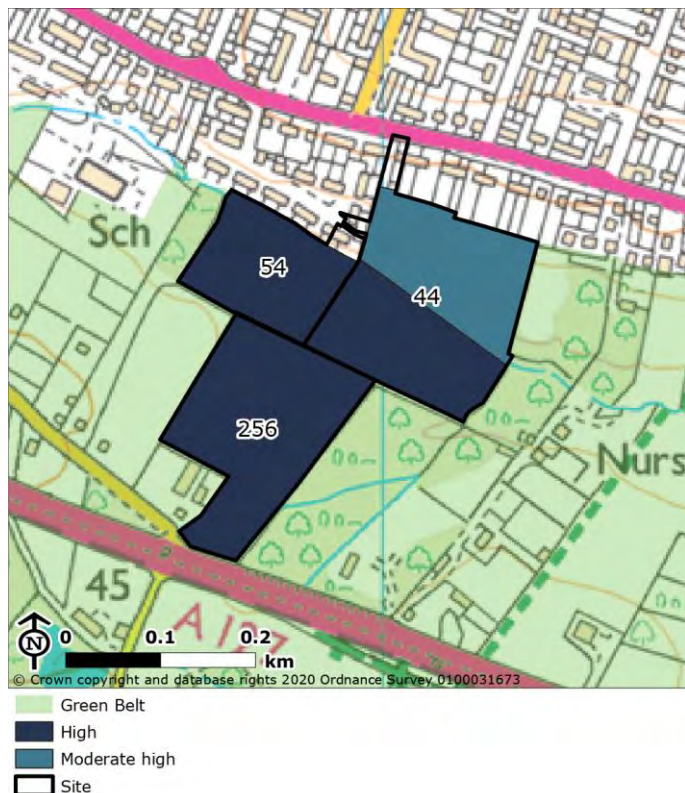 Sch
54
44
256
Nurs
45
A 127
N
0
0.1
0.2
km
© Crown copyright and database rights 2020 Ordnance Survey 0100031673
Green Belt
High
Moderate high
Site